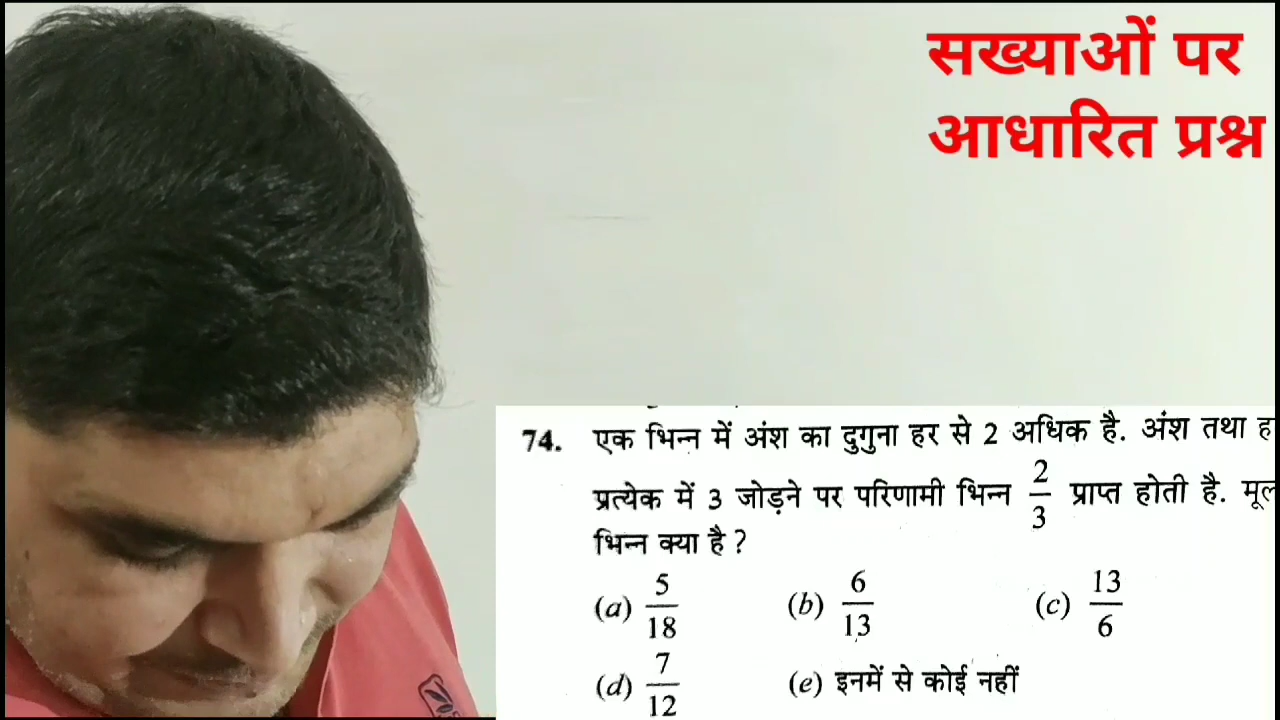 सख्याओं पर
आधारित प्रश्न
74. एक भिन्न में अंश का दुगुना हर से 2 अधिक है. अंश तथा
प्रत्येक में 3 जोड़ने पर परिणामी भिन्न 2/3 प्राप्त होती है.
भिन्न क्या है ?
(a) 5/18 (b) 6/13 (c) 13/6
(d) 7/12 (e) इनमें से कोई नहीं